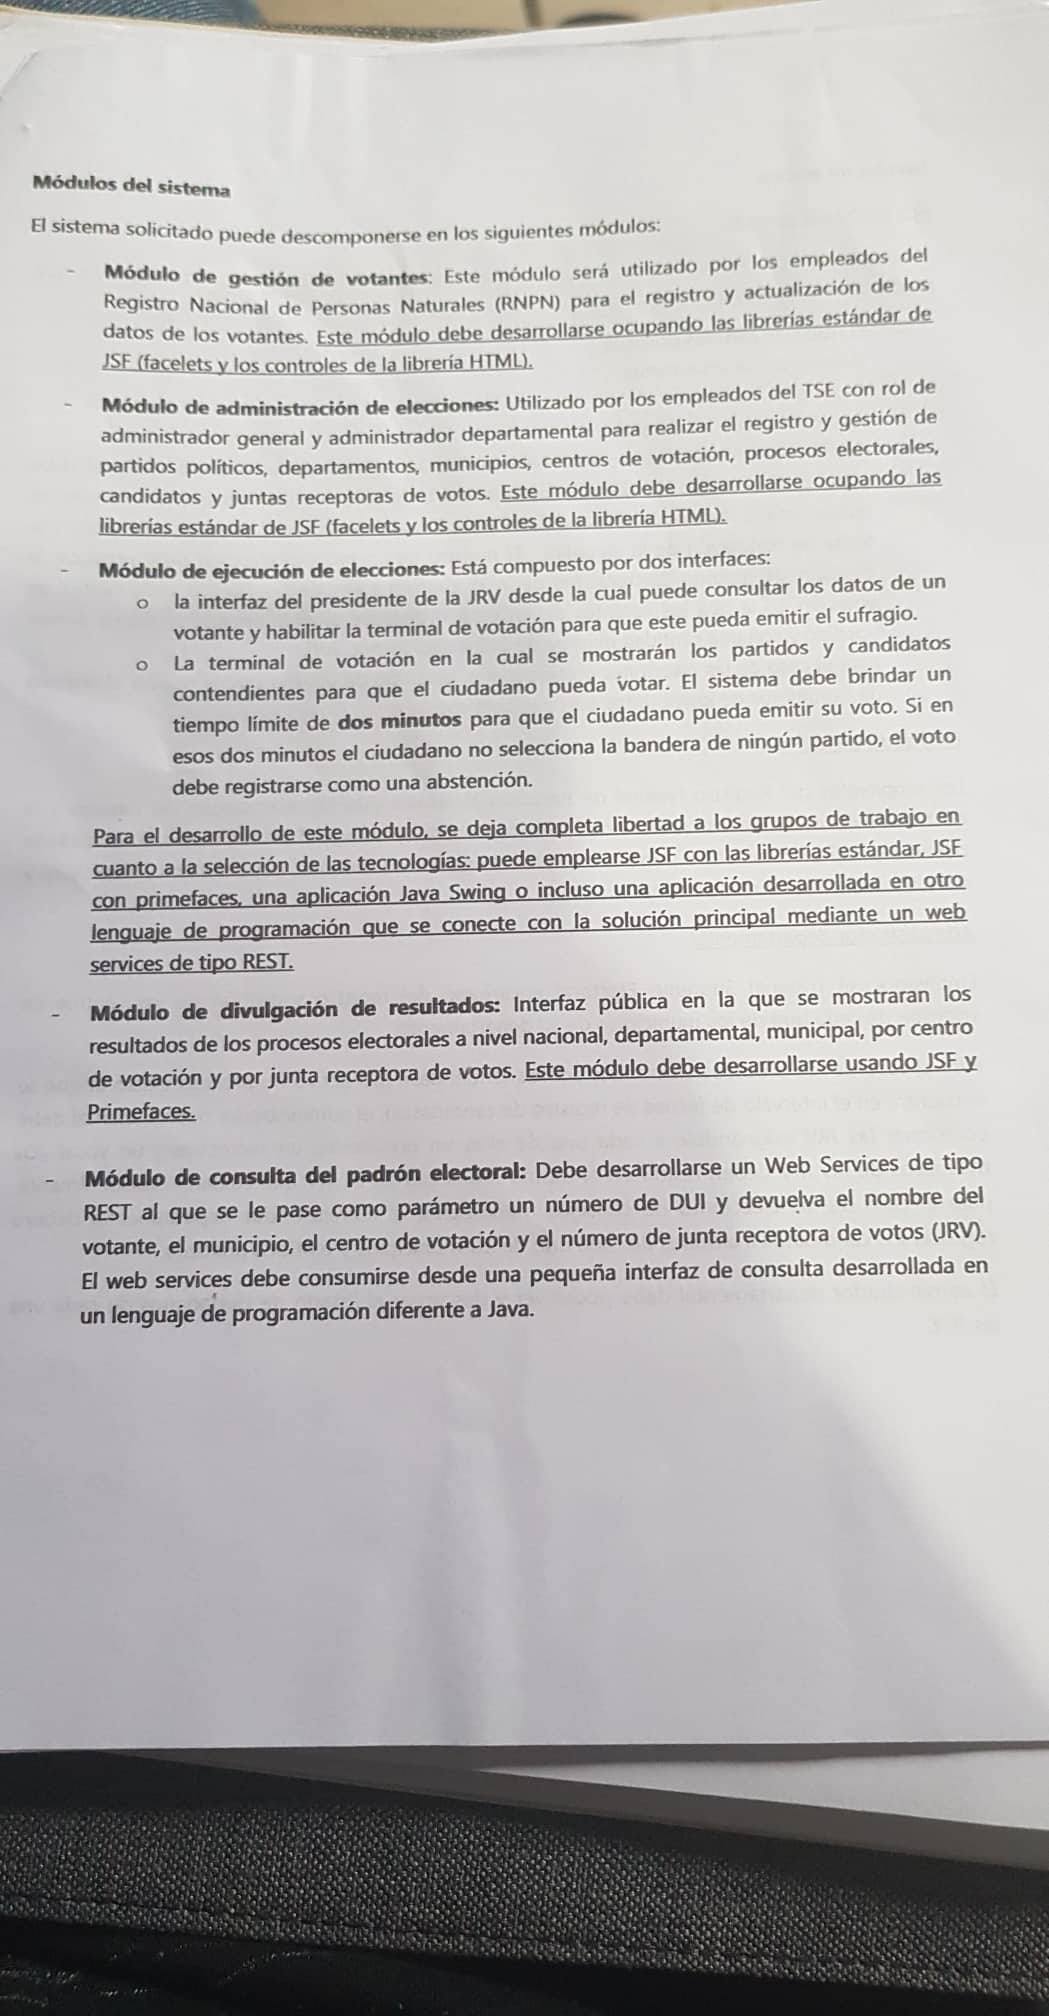 Módulos del sistema
El sistema solicitado puede descomponerse en los siguientes módulos:
- Módulo de gestión de votantes: Este módulo será utilizado por los empleados del
Registro Nacional de Personas Naturales (RNPN) para el registro y actualización de los
datos de los votantes. Este módulo debe desarrollarse ocupando las librerías estándar de
JSF (facelets y los controles de la librería HTML).
- Módulo de administración de elecciones: Utilizado por los empleados del TSE con rol de
administrador general y administrador departamental para realizar el registro y gestión de
partidos políticos, departamentos, municipios, centros de votación, procesos electorales,
candidatos y juntas receptoras de votos. Este módulo debe desarrollarse ocupando las
librerías estándar de JSF (facelets y los controles de la librería HTML).
- Módulo de ejecución de elecciones: Está compuesto por dos interfaces:
o la interfaz del presidente de la JRV desde la cual puede consultar los datos de un
votante y habilitar la terminal de votación para que este pueda emitir el sufragio.
o La terminal de votación en la cual se mostrarán los partidos y candidatos
contendientes para que el ciudadano pueda votar. El sistema debe brindar un
tiempo límite de dos minutos para que el ciudadano pueda emitir su voto. Si en
esos dos minutos el ciudadano no selecciona la bandera de ningún partido, el voto
debe registrarse como una abstención.
Para el desarrollo de este módulo, se deja completa libertad a los grupos de trabajo en
cuanto a la selección de las tecnologías: puede emplearse JSF con las librerías estándar, JSF
con primefaces, una aplicación Java Swing o incluso una aplicación desarrollada en otro
lenguaje de programación que se conecte con la solución principal mediante un web
services de tipo REST.
- Módulo de divulgación de resultados: Interfaz pública en la que se mostraran los
resultados de los procesos electorales a nivel nacional, departamental, municipal, por centro
de votación y por junta receptora de votos. Este módulo debe desarrollarse usando JSF y
Primefaces.
- Módulo de consulta del padrón electoral: Debe desarrollarse un Web Services de tipo
REST al que se le pase como parámetro un número de DUI y devuelva el nombre del
votante, el municipio, el centro de votación y el número de junta receptora de votos (JRV).
El web services debe consumirse desde una pequeña interfaz de consulta desarrollada en
un lenguaje de programación diferente a Java.